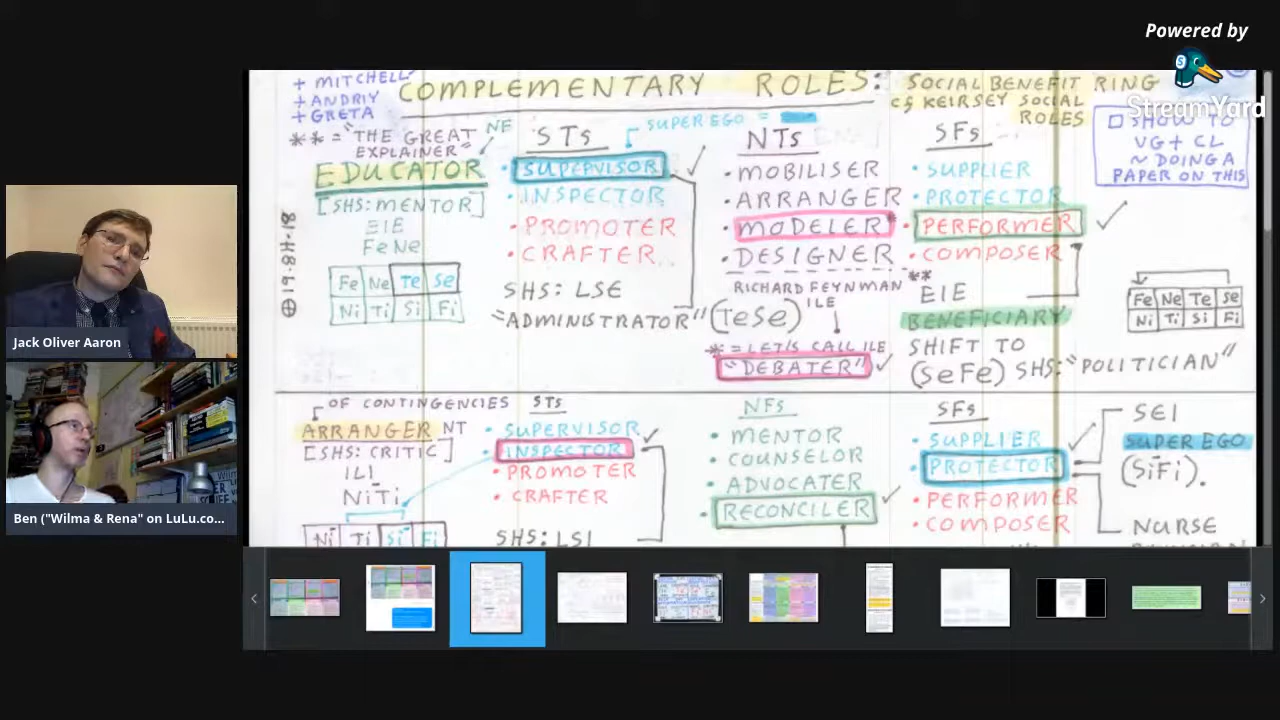 Powered by
StreamYard
+ MITCHELL
+ ANDRIY
+ GRETA
COMPLEMENTARY ROLES:
SOCIAL BENEFIT RING
cf KEIRSEY SOCIAL
ROLES
SHOW TO
VG + CL
~ DOING A
PAPER ON THIS
** = "THE GREAT
EXPLAINER"
NF
EDUCATOR
[SHS: MENTOR]
EIE
FeNe
Fe Ne Te Se
Ni Ti Si Fi
STs
SUPER EGO =
SUPERVISOR
INSPECTOR
PROMOTER
CRAFTER
SHS: LSE
"ADMINISTRATOR"
(TeSe)
NTs
MOBILISER
ARRANGER
MODELER*
DESIGNER
**
RICHARD FEYNMAN
ILE
* = LET'S CALL ILE
"DEBATER"
SFs
SUPPLIER
PROTECTOR
PERFORMER
COMPOSER
EIE
BENEFICIARY
SHIFT TO
(SeFe) SHS: "POLITICIAN"
Fe Ne Te Se
Ni Ti Si Fi
OF CONTINGENCIES
ARRANGER NT
[SHS: CRITIC]
ILI
NiTi
Ni Ti Si Fi
STs
SUPERVISOR
INSPECTOR
PROMOTER
CRAFTER
SHS: LSI
NFs
MENTOR
COUNSELOR
ADVOCATER
RECONCILER
SFs
SUPPLIER
PROTECTOR
PERFORMER
COMPOSER
SEI
SUPER EGO
(SiFi).
NURSE
Jack Oliver Aaron
Ben ("Wilma & Rena" on LuLu.co...